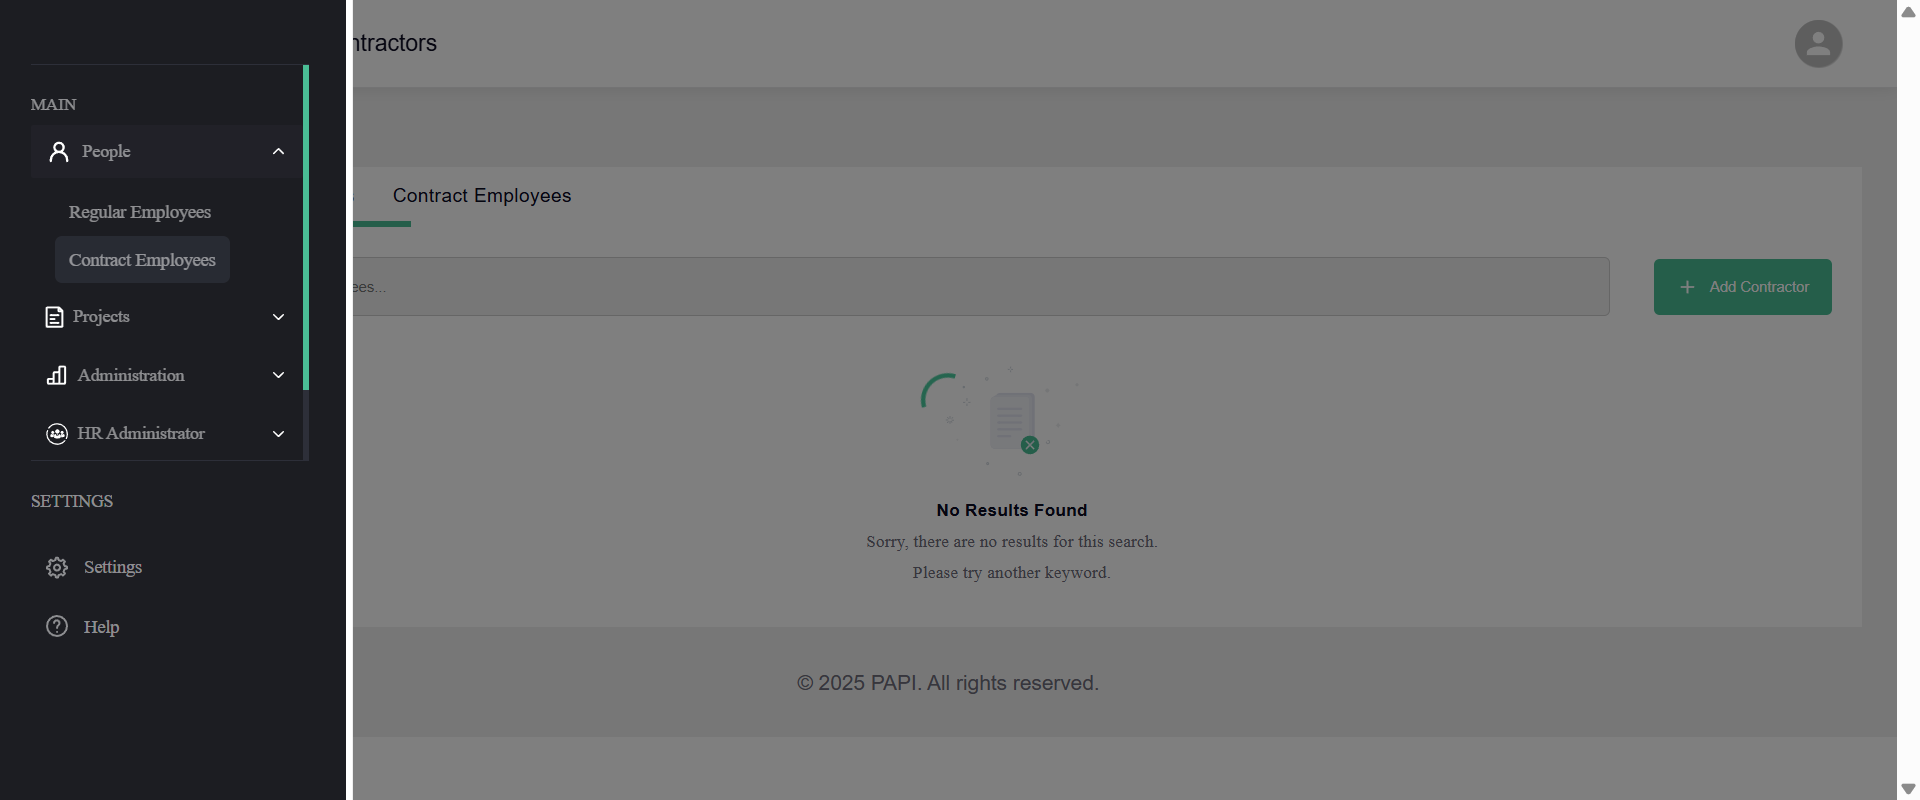 MAIN
People
Regular Employees
Contract Employees
Projects
Administration
HR Administrator
SETTINGS
Settings
Help
ntractors
Contract Employees
ees...
Add Contractor
No Results Found
Sorry, there are no results for this search.
Please try another keyword.
© 2025 PAPI. All rights reserved.